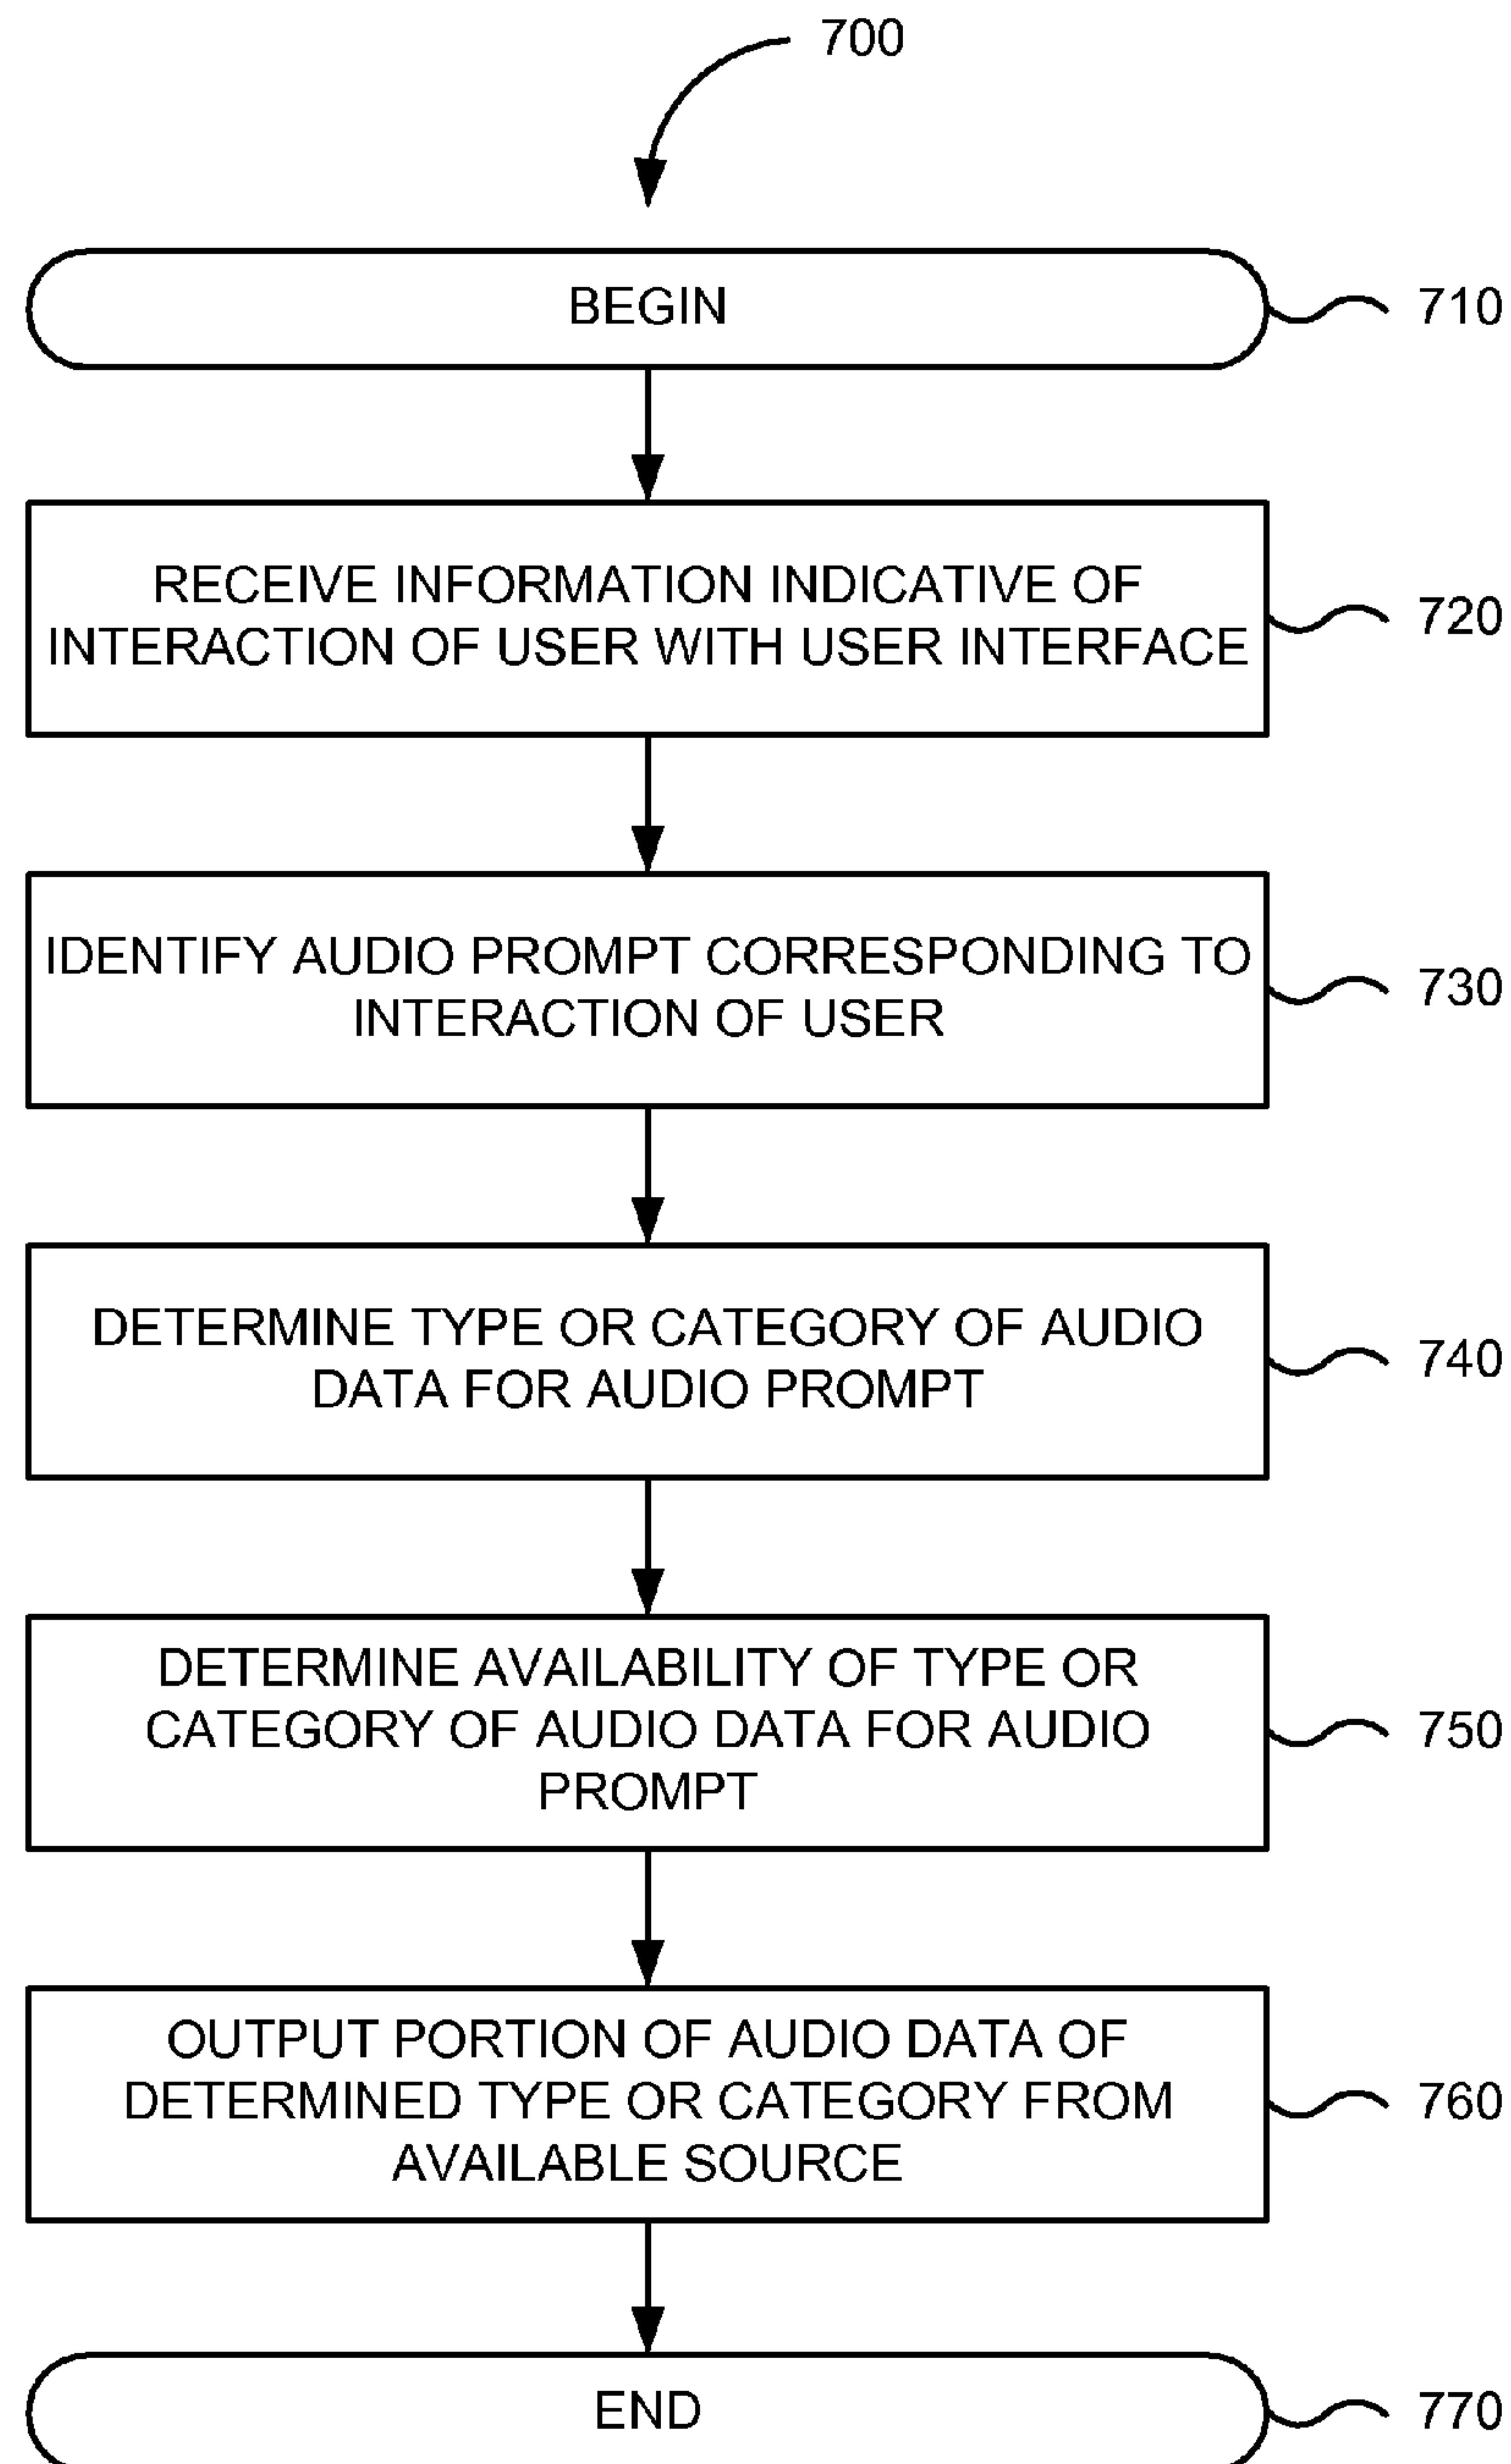 700
BEGIN
710
RECEIVE INFORMATION INDICATIVE OF
INTERACTION OF USER WITH USER INTERFACE
720
IDENTIFY AUDIO PROMPT CORRESPONDING TO
INTERACTION OF USER
730
DETERMINE TYPE OR CATEGORY OF AUDIO
DATA FOR AUDIO PROMPT
740
DETERMINE AVAILABILITY OF TYPE OR
CATEGORY OF AUDIO DATA FOR AUDIO
PROMPT
750
OUTPUT PORTION OF AUDIO DATA OF
DETERMINED TYPE OR CATEGORY FROM
AVAILABLE SOURCE
760
END
770